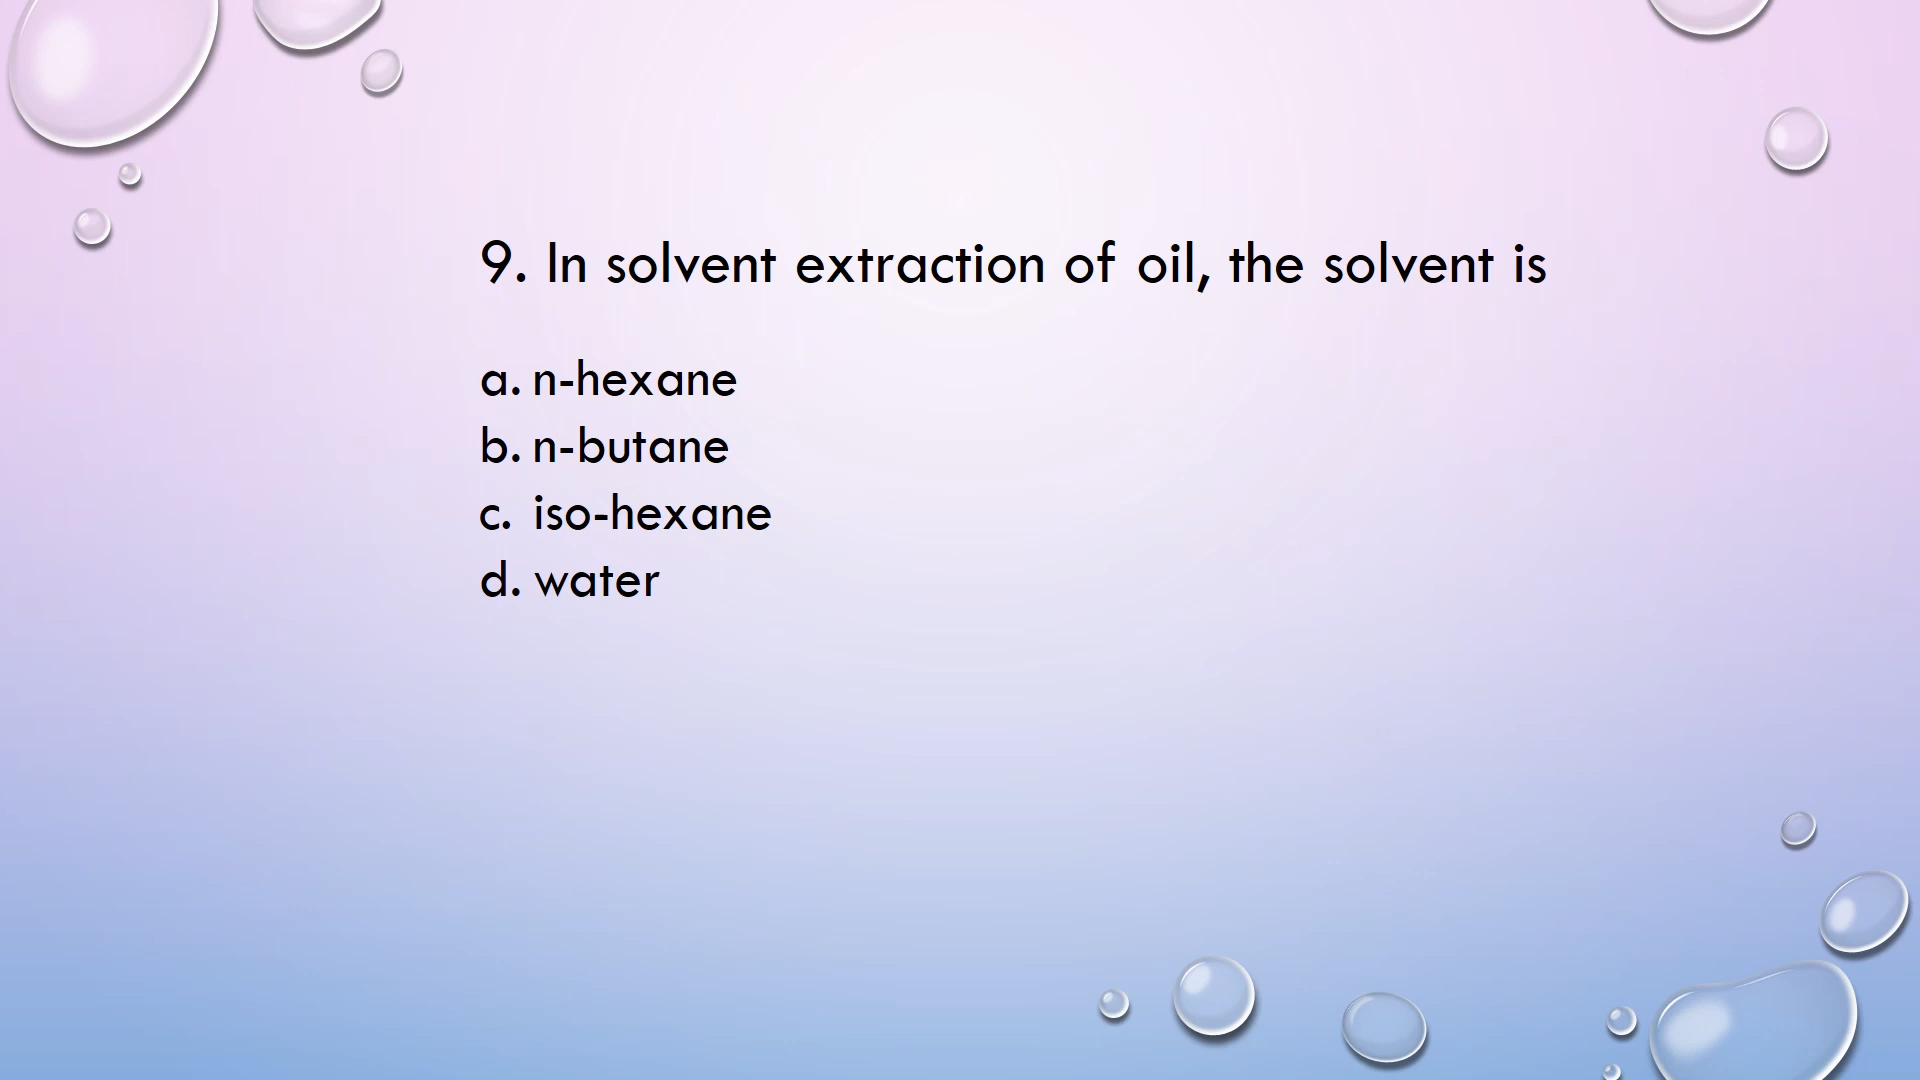 9. In solvent extraction of oil, the solvent is
a. n-hexane
b. n-butane
c. iso-hexane
d. water